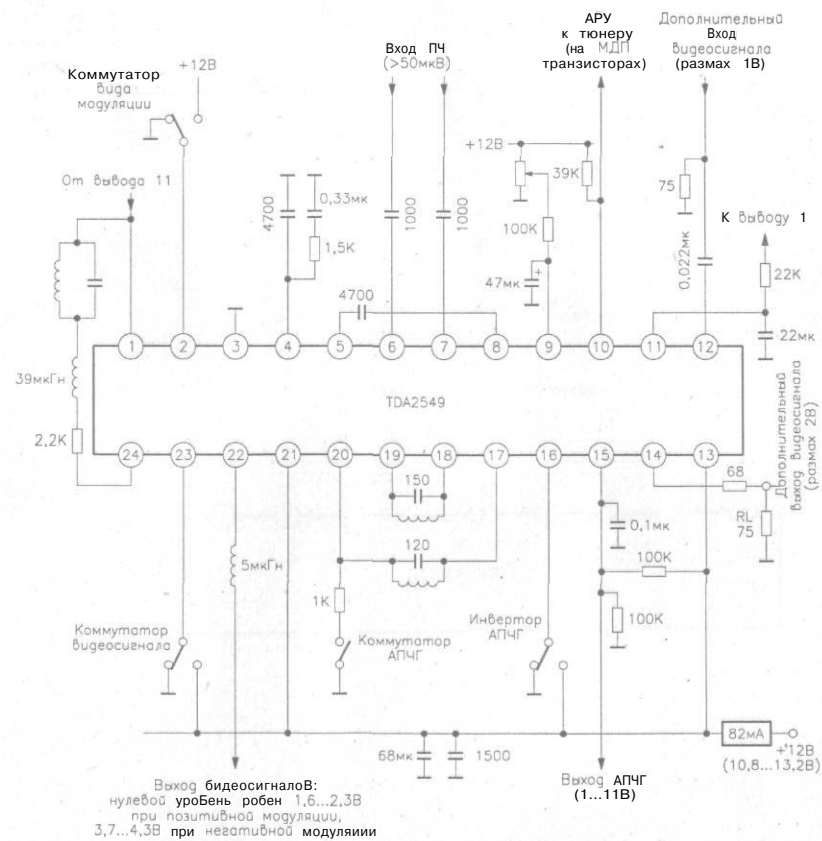 АРУ
к тюнеру
(на МДП
транзисторах)
Дополнительный
Вход
видеосигнала
(размах 1В)
Вход ПЧ
(>50мкВ)
Коммутатор
вида
модуляции
+12В
От вывода 11
4700
0,33мк
1,5К
1000
1000
+12В
39К
100К
47мк
+
75
0,022мк
К выводу 1
22К
22мк
4700
1
2
3
4
5
6
7
8
9
10
11
12
39мкГн
2,2К
TDA2549
24
23
22
21
20
19
18
17
16
15
14
13
Дополнительный
выход видеосигнала
(размах 2В)
68
RL
75
150
120
0,1мк
100К
100К
5мкГн
1К
Коммутатор
видеосигнала
Коммутатор
АПЧГ
Инвертор
АПЧГ
68мк
1500
82мА
+12В
(10,8...13,2В)
Выход бидеосигналоВ:
нулевой уроБень робен 1,6...2,3В
при позитивной модуляции,
3,7...4,3В при негативной модуляиии
Выход АПЧГ
(1...11В)